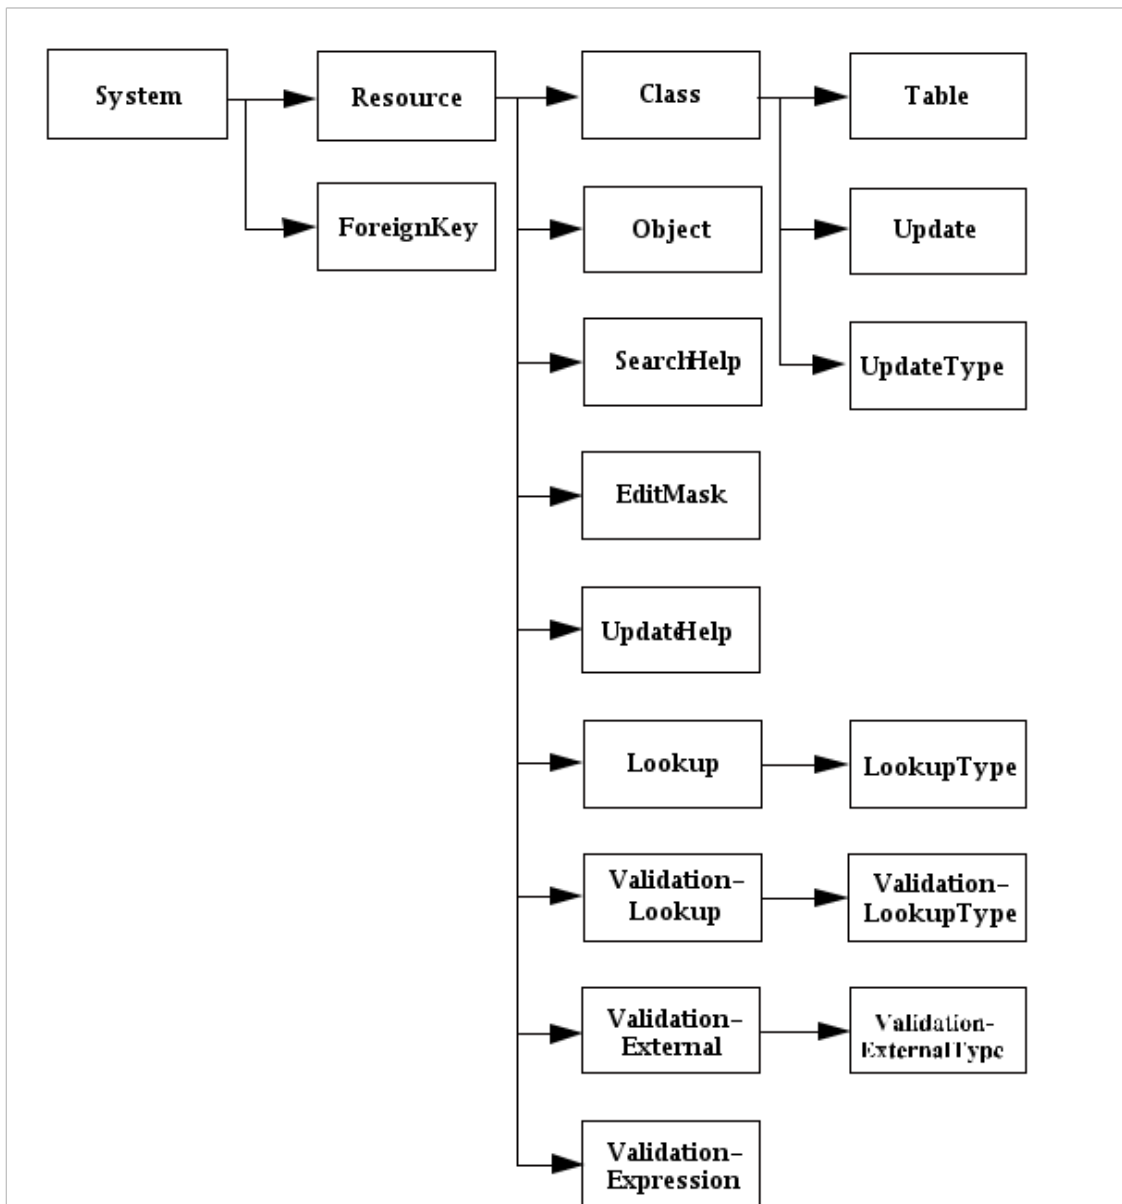 System
Resource
Class
Table
ForeignKey
Object
Update
SearchHelp
UpdateType
EditMask
UpdateHelp
Lookup
LookupType
Validation-
Lookup
Validation-
LookupType
Validation-
External
Validation-
ExternalType
Validation-
Expression